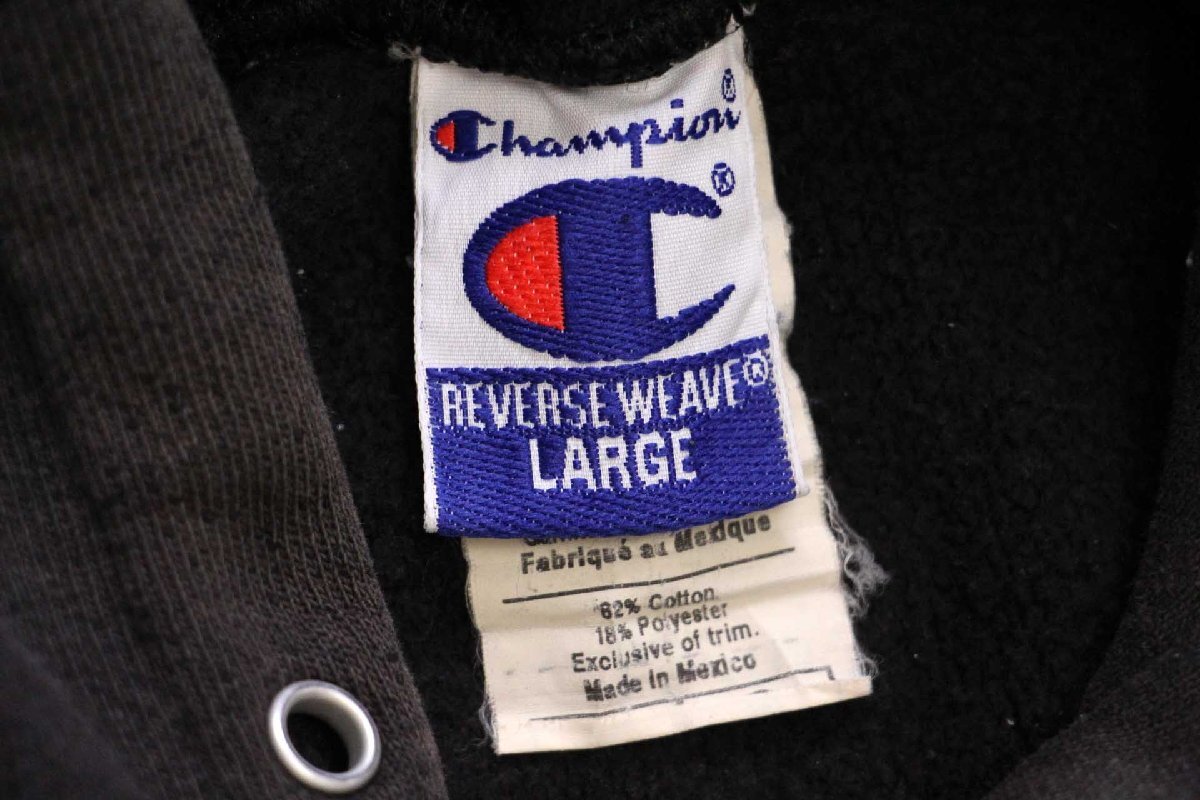 Champion®
®
REVERSE WEAVE®
LARGE
Fabriqué au Mexique
82% Cotton
18% Polyester
Exclusive of trim.
Made in Mexico